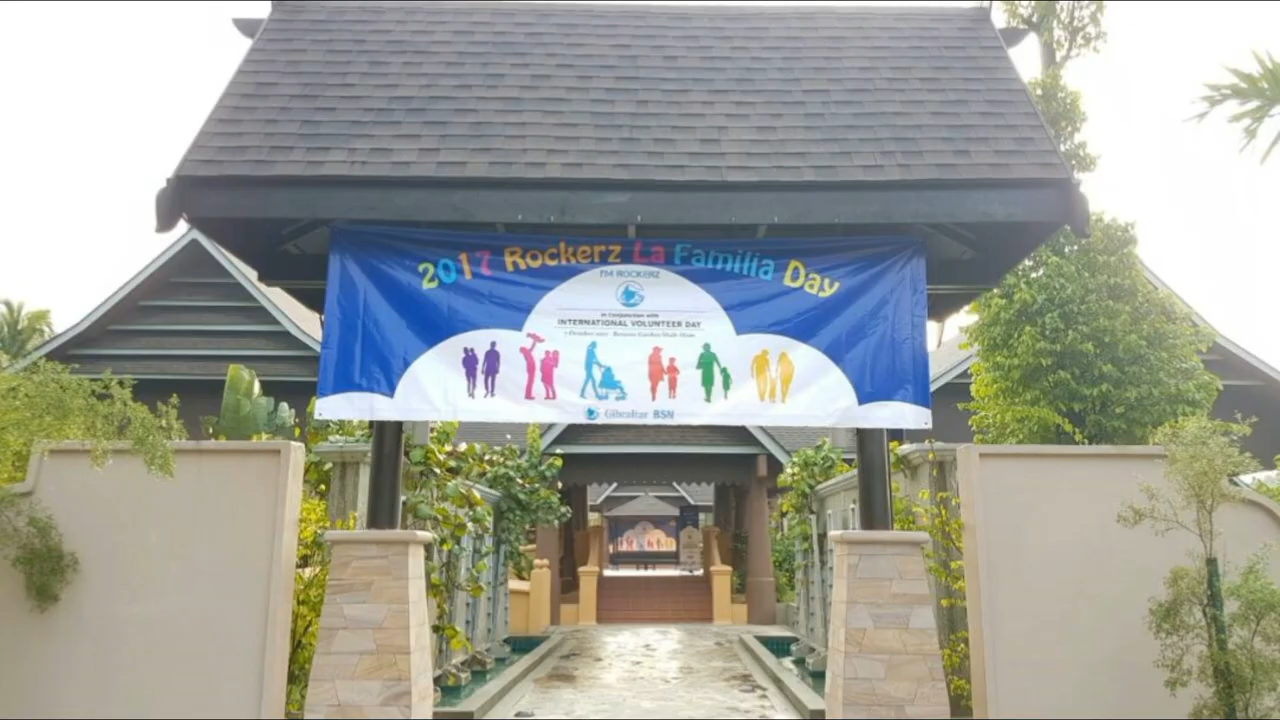 2017 Rockerz La Familia Day
FM ROCKERZ
in Conjunction with
INTERNATIONAL VOLUNTEER DAY
Gibraltar BSN